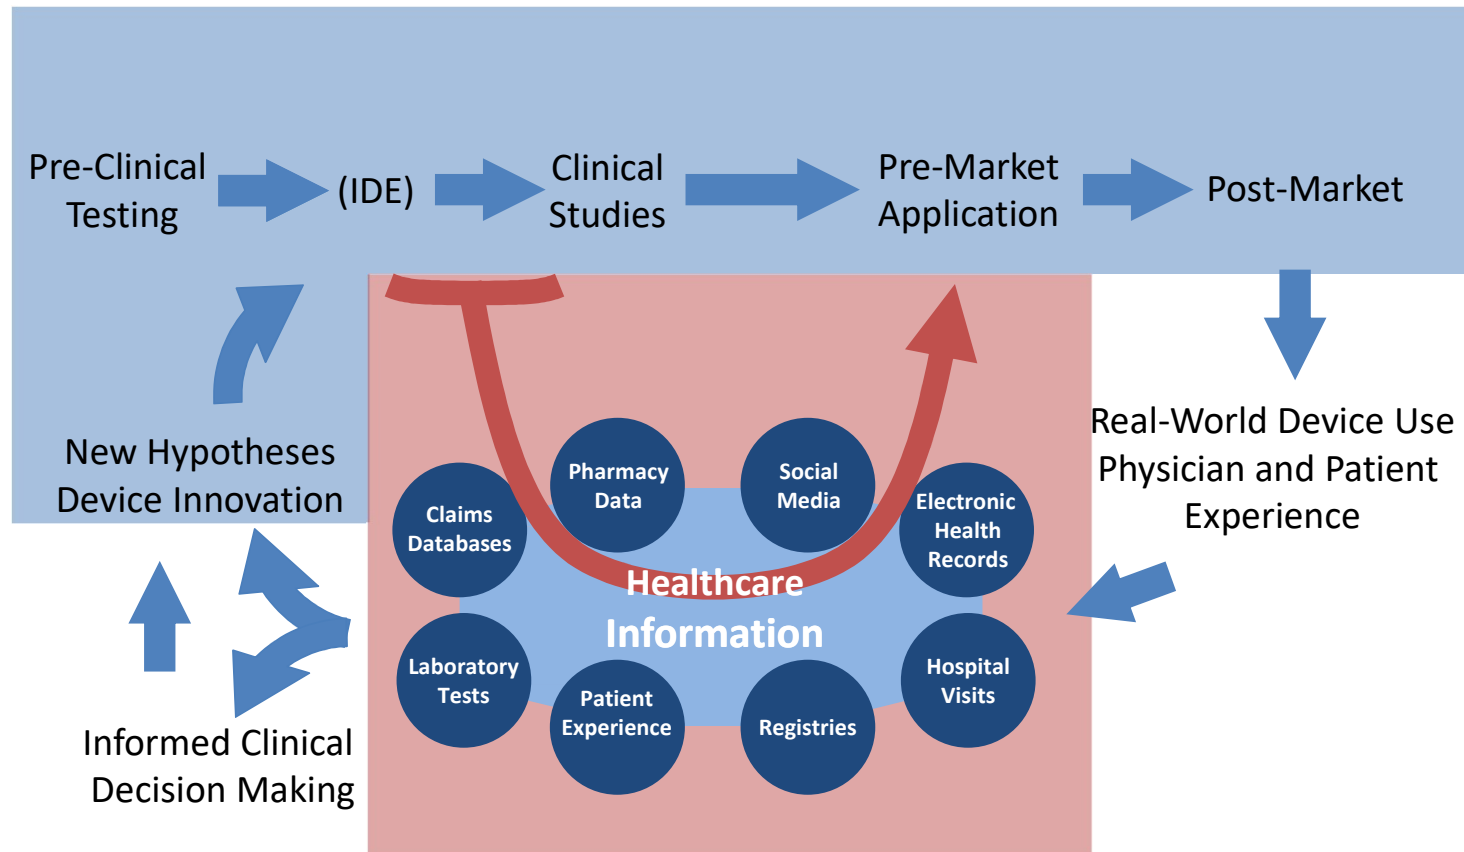 Pre-Clinical
Testing
(IDE)
Clinical
Studies
Pre-Market
Application
Post-Market
New Hypotheses
Device Innovation
Real-World Device Use
Physician and Patient
Experience
Pharmacy
Data
Social
Media
Claims
Databases
Electronic
Health
Records
Healthcare
Information
Laboratory
Tests
Patient
Experience
Registries
Hospital
Visits
Informed Clinical
Decision Making